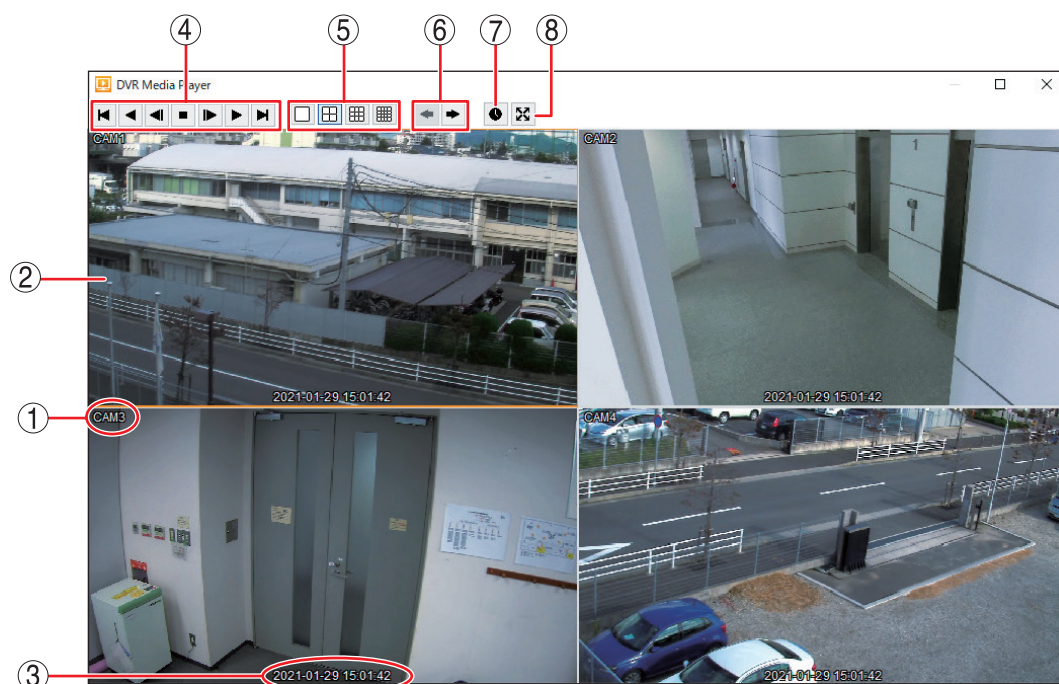 ④ ⑤ ⑥ ⑦ ⑧
DVR Media Player
CAM1
CAM2
1
②
2021-01-29 15:01:42
2021-01-29 15:01:42
①
CAM3
CAM4
③
2021-01-29 15:01:42
2021-01-29 15:01:42